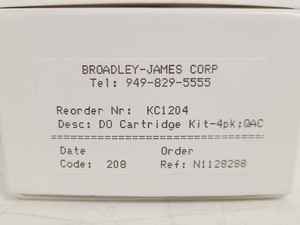 BROADLEY-JAMES CORP
Tel: 949-829-5555
Reorder Nr: KC1204
Desc: DO Cartridge Kit-4pk;QAC
================================
Date Order
Code: 208 Ref: N1128288